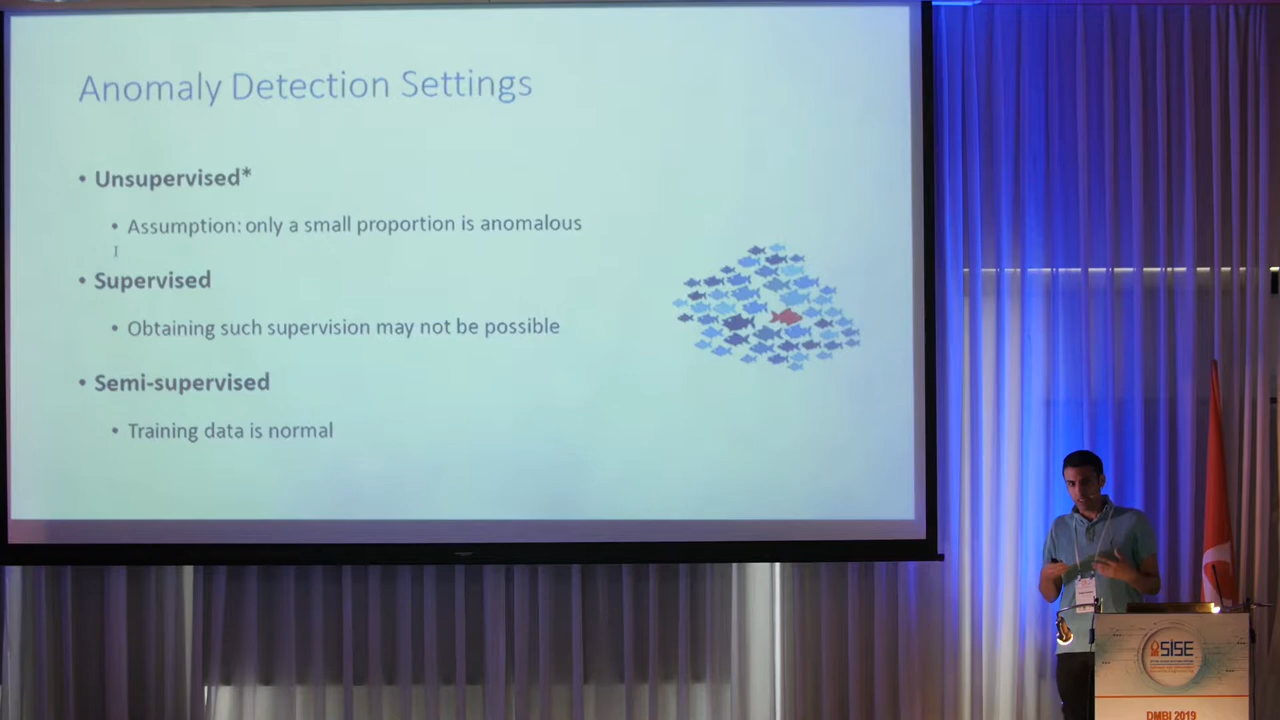 Anomaly Detection Settings
• Unsupervised*
• Assumption: only a small proportion is anomalous
• Supervised
• Obtaining such supervision may not be possible
• Semi-supervised
• Training data is normal
SISE
DMBI 2019